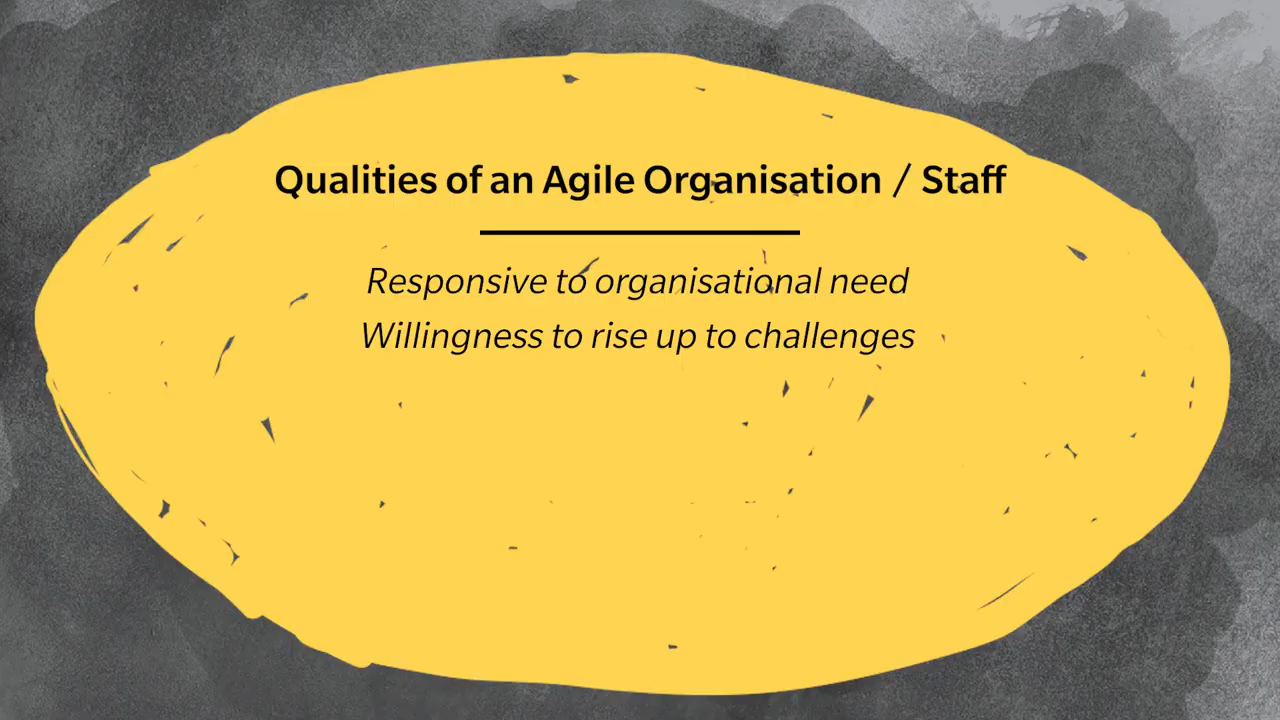 Qualities of an Agile Organisation / Staff
Responsive to organisational need
Willingness to rise up to challenges